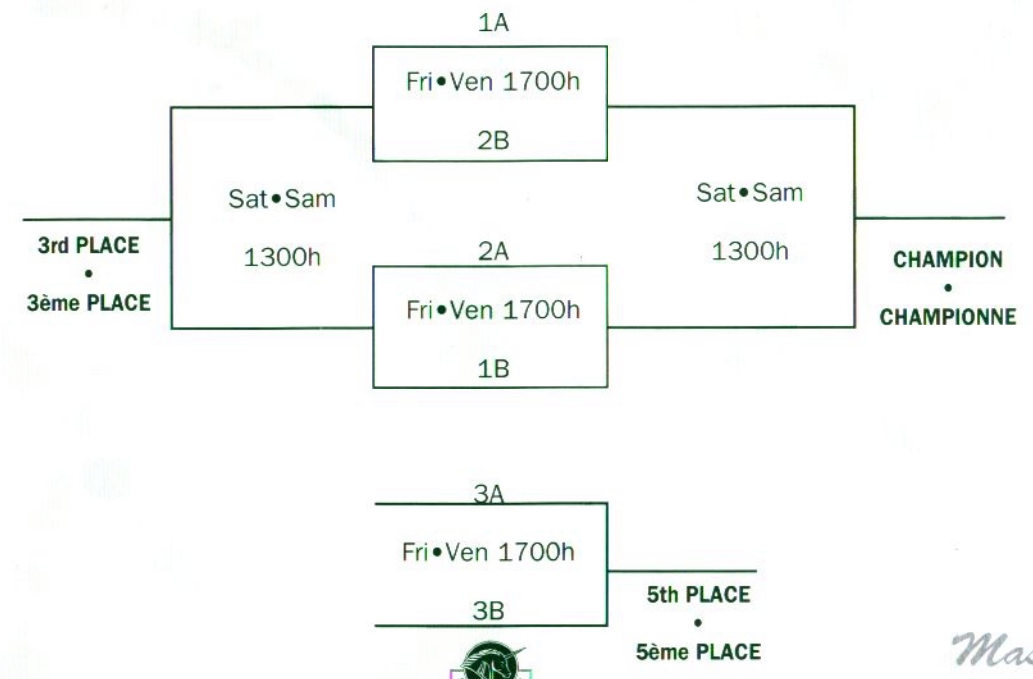 1A
Fri•Ven 1700h
2B
Sat•Sam
1300h
Sat•Sam
1300h
3rd PLACE
•
3ème PLACE
CHAMPION
•
CHAMPIONNE
2A
Fri•Ven 1700h
1B
3A
Fri•Ven 1700h
3B
5th PLACE
•
5ème PLACE